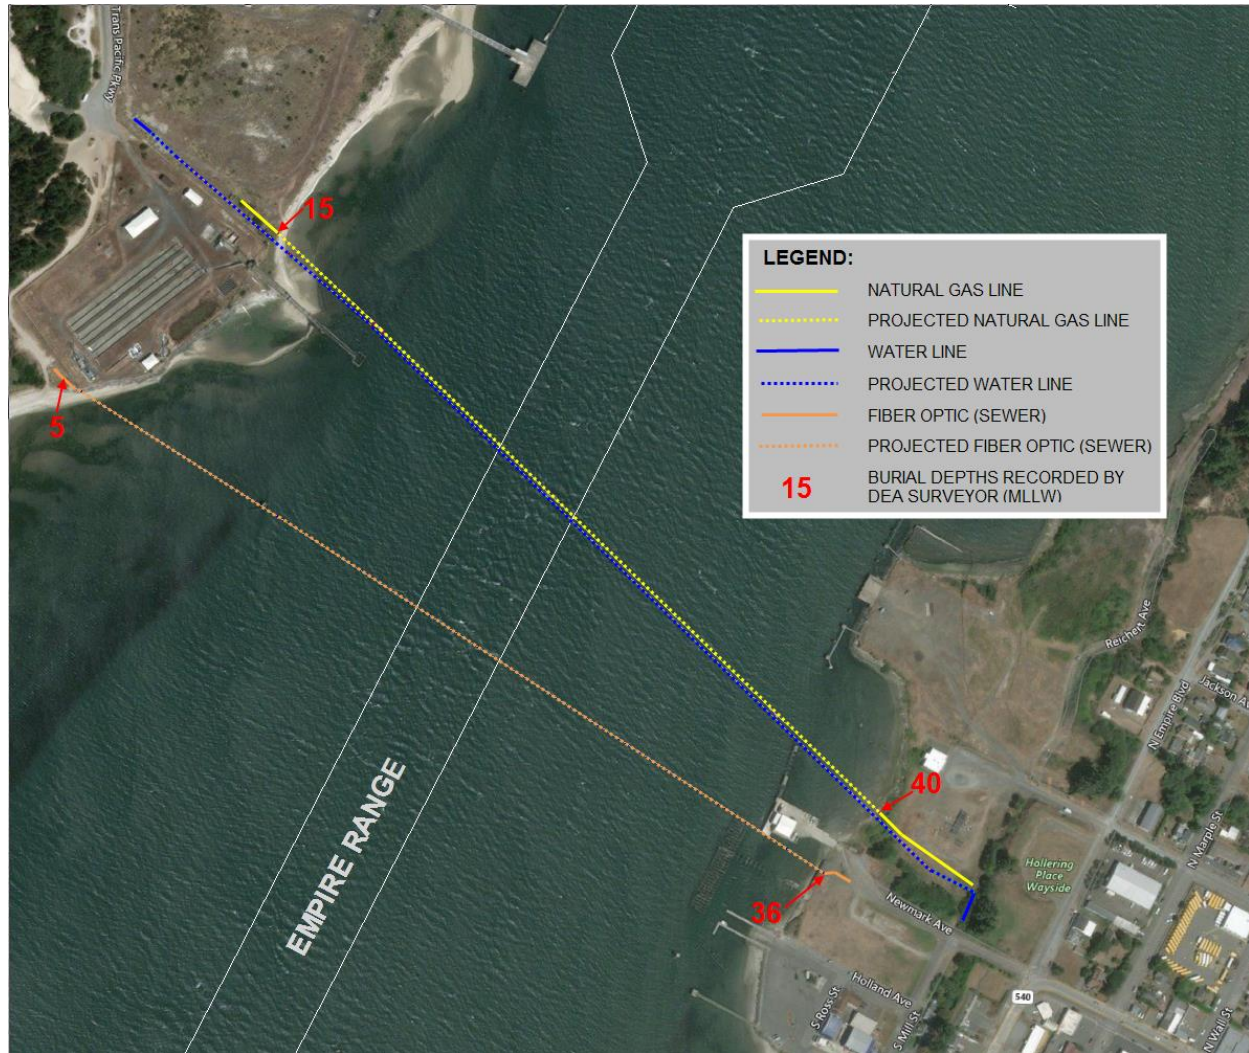 Trans Pacific Pkwy
15
LEGEND:
NATURAL GAS LINE
PROJECTED NATURAL GAS LINE
WATER LINE
PROJECTED WATER LINE
FIBER OPTIC (SEWER)
PROJECTED FIBER OPTIC (SEWER)
15 BURIAL DEPTHS RECORDED BY
DEA SURVEYOR (MLLW)
5
Reichert Ave
Jackson Av
N Empire Blvd
EMPIRE RANGE
40
N Marple St
Hollering
Place
Wayside
36
Newmark Ave
Holland Ave
540
S Ross St
S Mill St
N Wall St